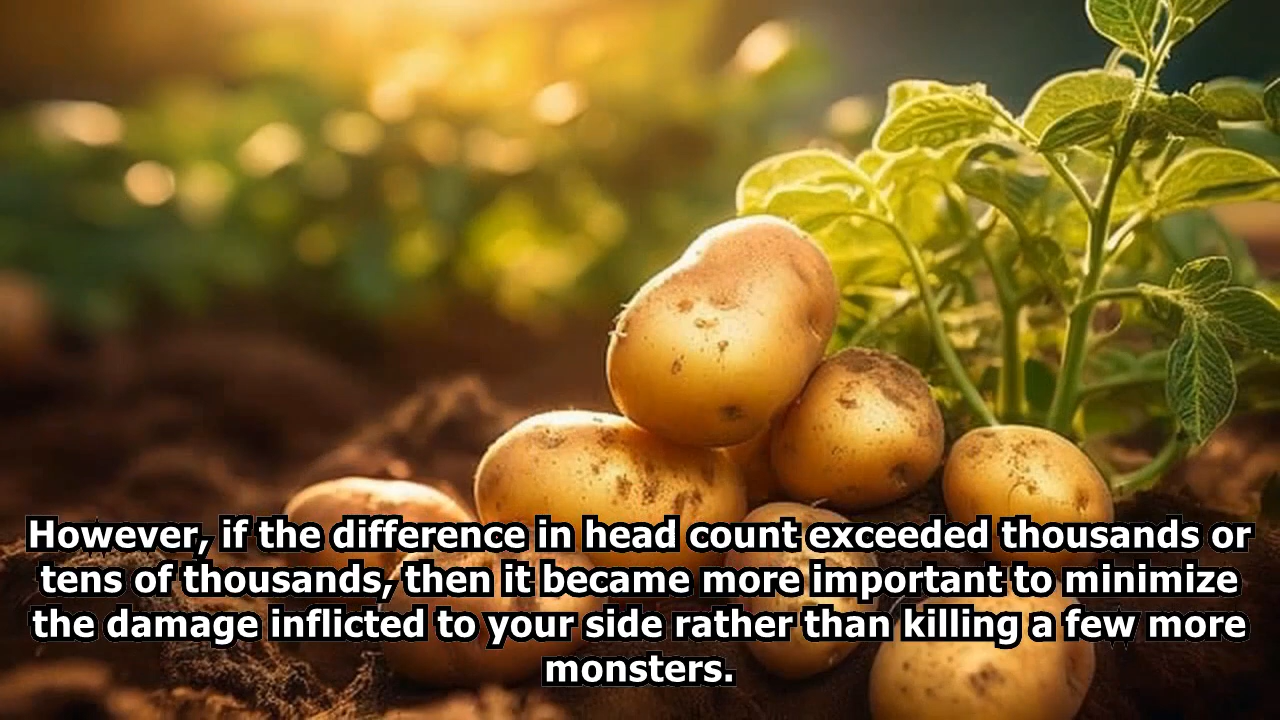 However, if the difference in head count exceeded thousands or
tens of thousands, then it became more important to minimize
the damage inflicted to your side rather than killing a few more
monsters.